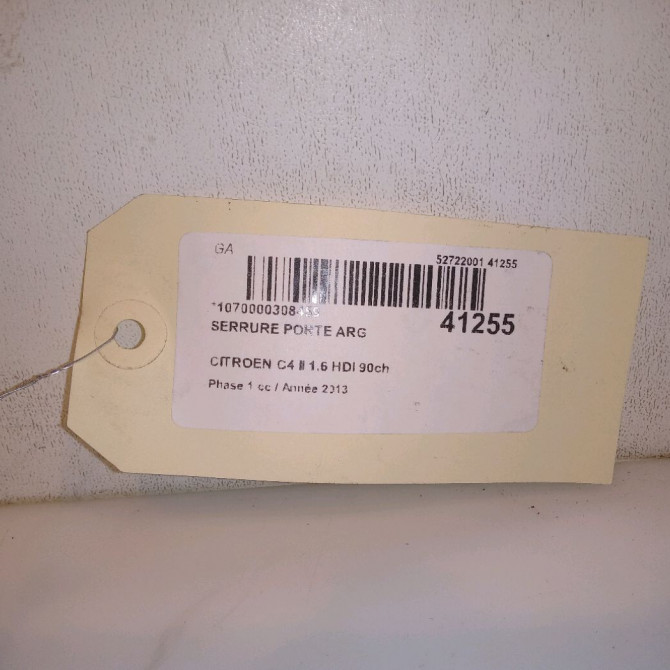 GA
52722001 41255
41255
SERRURE PORTE ARG
CITROEN C4 II 1.6 HDI 90ch
Phase 1 cc / Année 2013